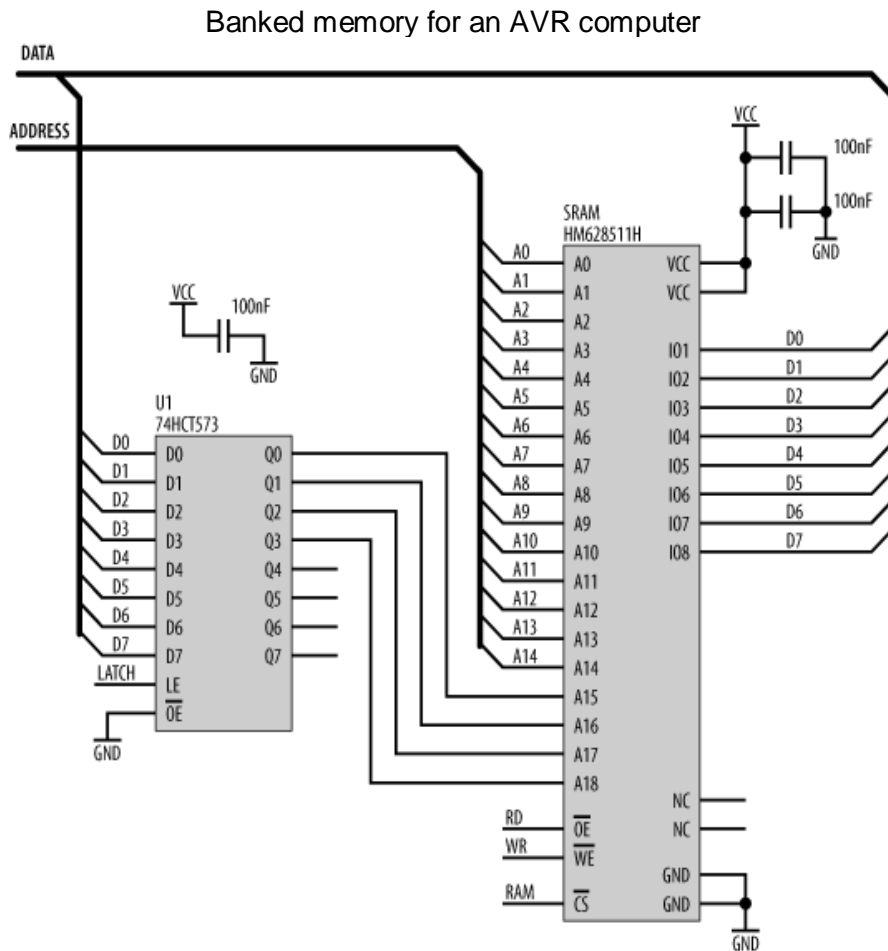 Banked memory for an AVR computer
DATA
ADDRESS
VCC
100nF
100nF
GND
SRAM
HM628511H
A0 A0 VCC
A1 A1 VCC
A2 A2
A3 A3 IO1 D0
A4 A4 IO2 D1
A5 A5 IO3 D2
A6 A6 IO4 D3
A7 A7 IO5 D4
A8 A8 IO6 D5
A9 A9 IO7 D6
A10 A10 IO8 D7
A11 A11
A12 A12
A13 A13
A14 A14
A15
A16
A17
A18
NC
RD OE NC
WR WE
GND
RAM CS GND
GND
VCC
100nF
GND
U1
74HCT573
D0 D0 Q0
D1 D1 Q1
D2 D2 Q2
D3 D3 Q3
D4 D4 Q4
D5 D5 Q5
D6 D6 Q6
D7 D7 Q7
LATCH LE
OE
GND